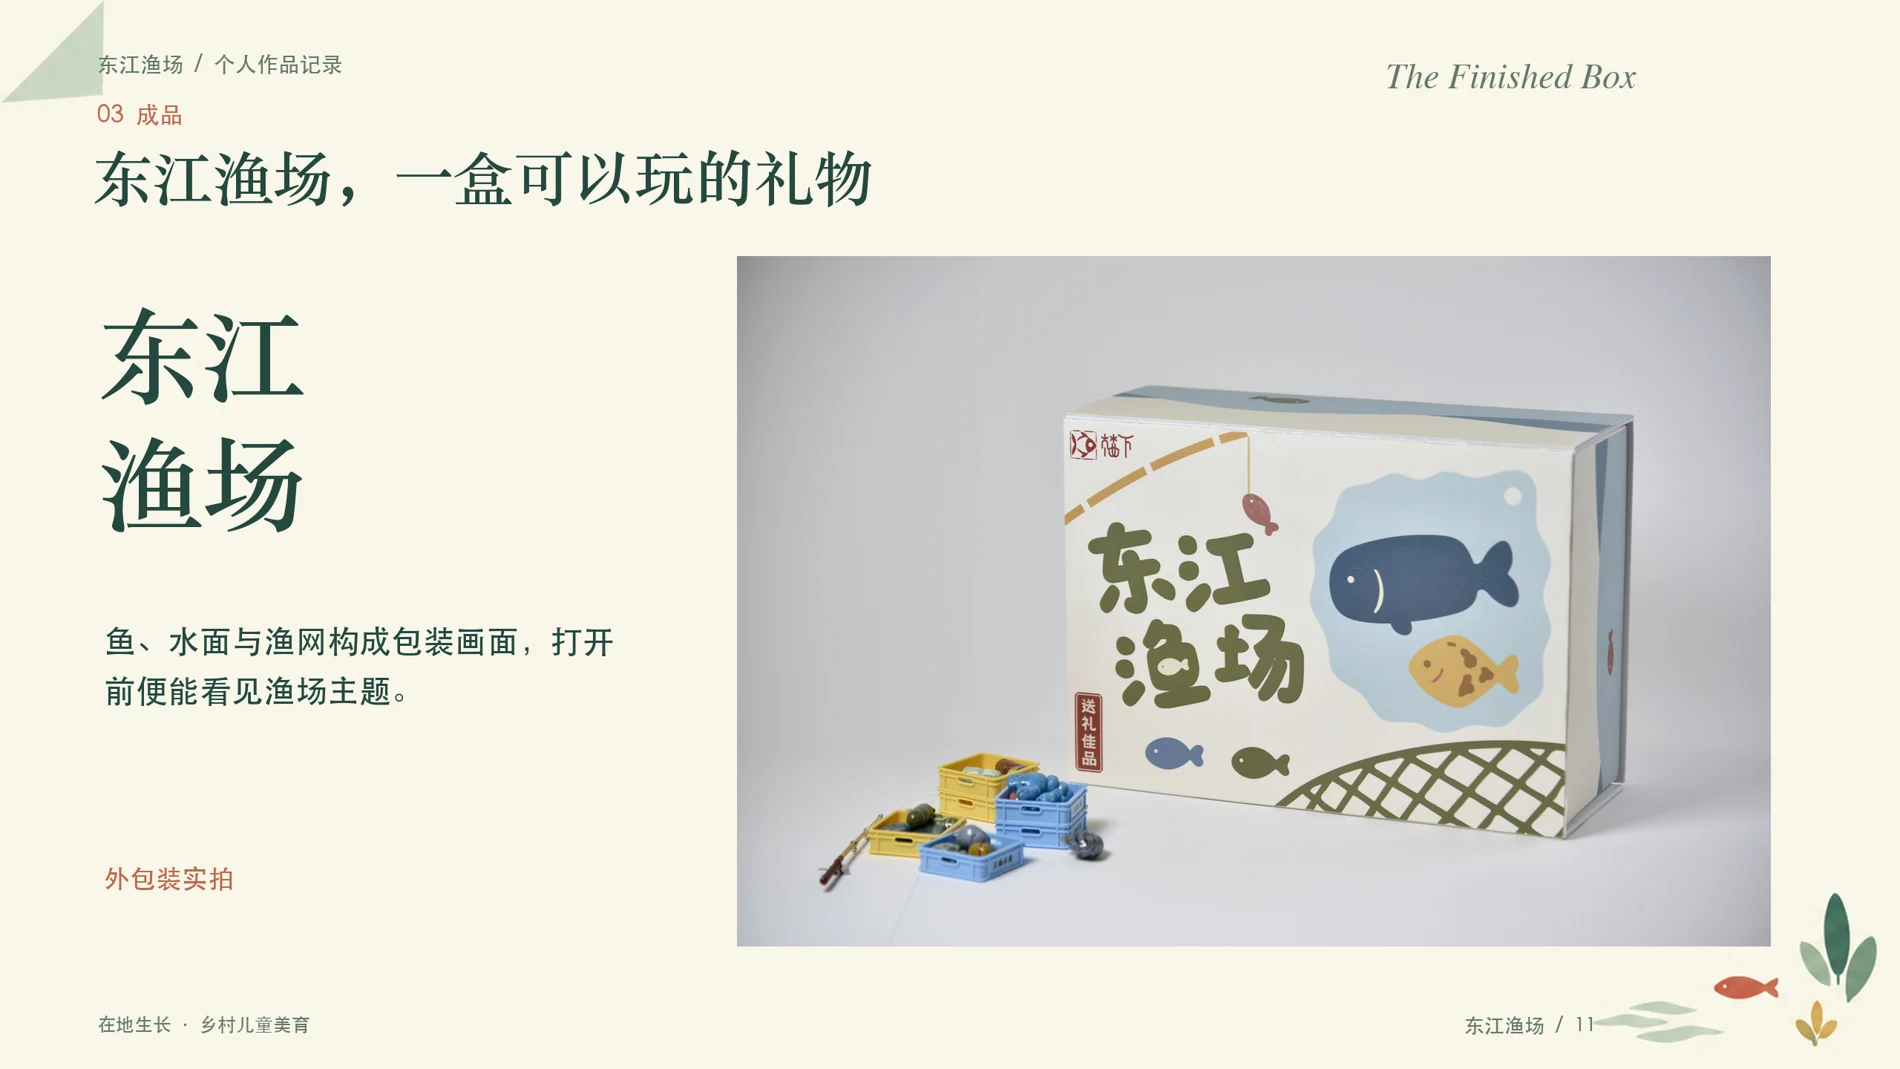 东江渔场 / 个人作品记录
The Finished Box
03 成品
东江渔场，一盒可以玩的礼物
东江
渔场
鱼、水面与渔网构成包装画面，打开
前便能看见渔场主题。
外包装实拍
楼下
东江
渔场
送礼佳品
在地生长 · 乡村儿童美育
东江渔场 / 11